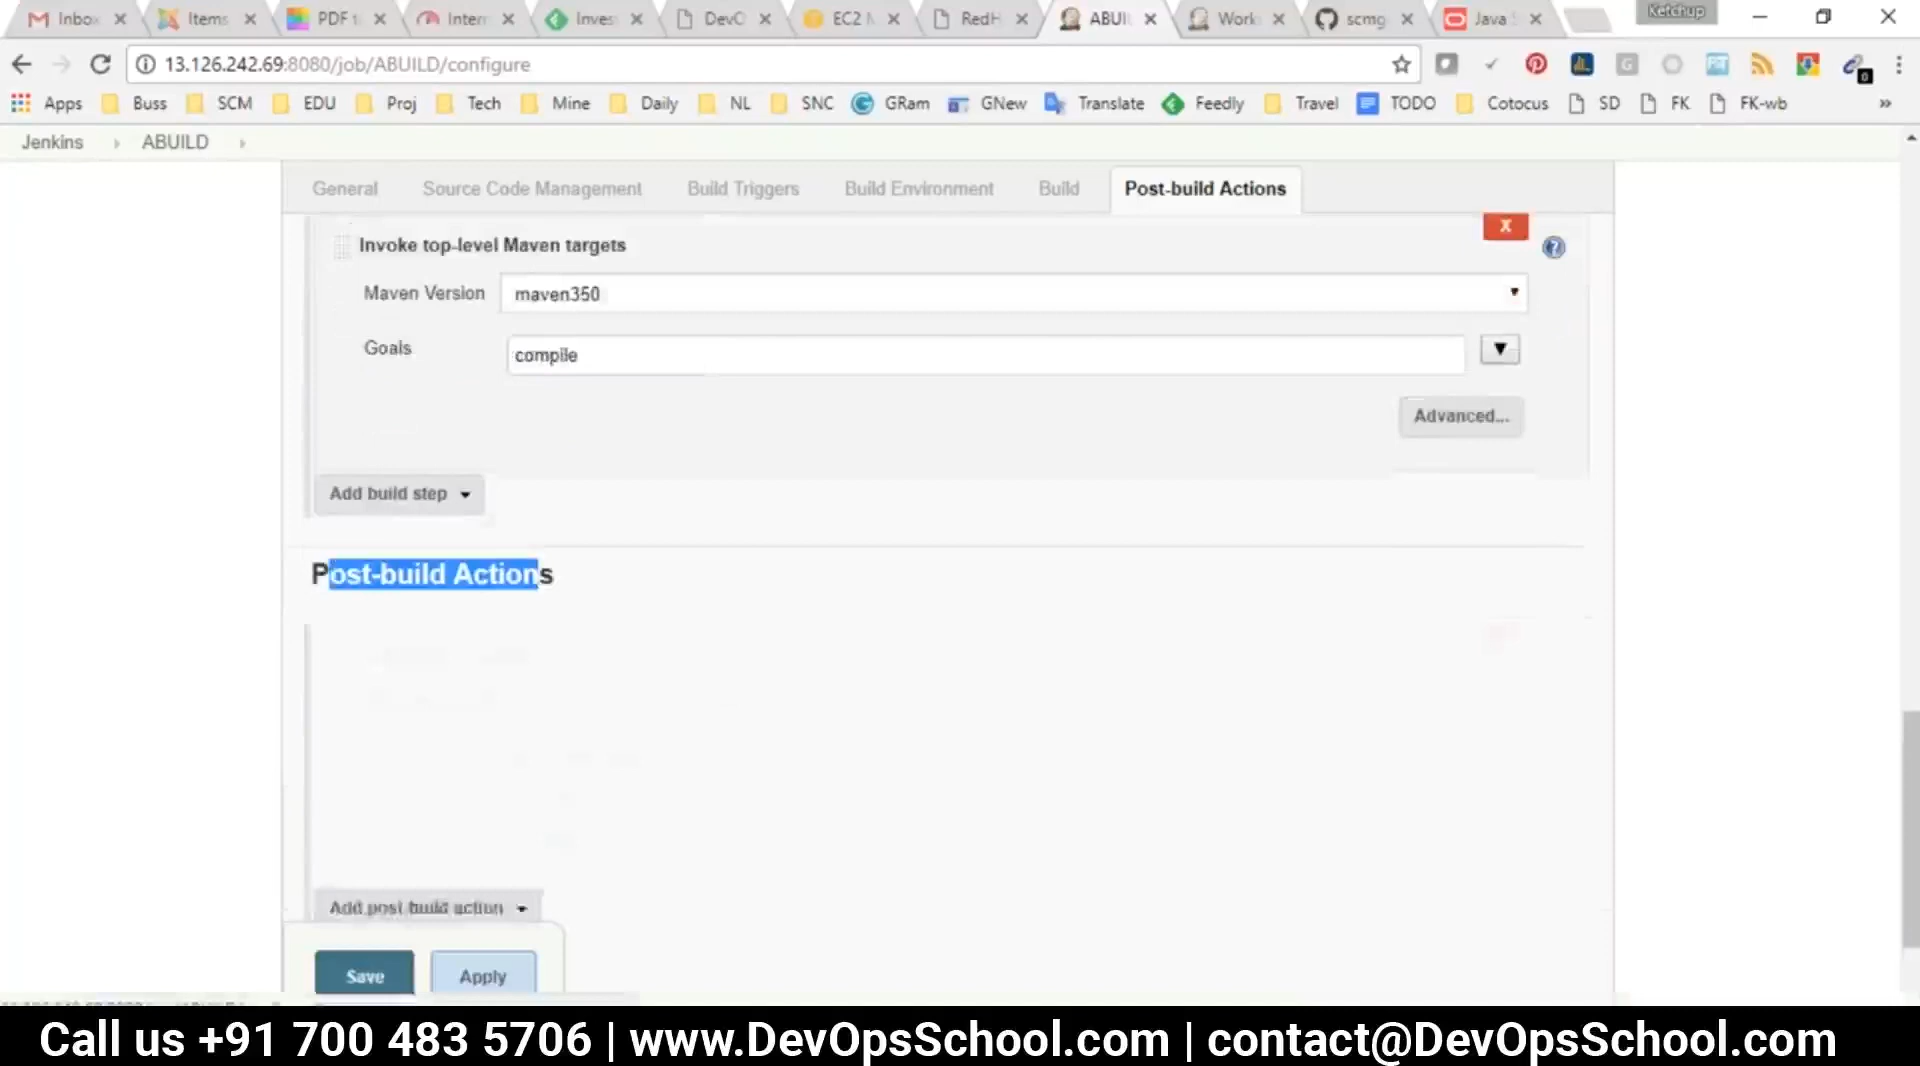 Inbox Items PDF t Intern Inves DevO EC2 M RedH ABUIL Work scmg Java S Ketchup
13.126.242.69:8080/job/ABUILD/configure
Apps Buss SCM EDU Proj Tech Mine Daily NL SNC GRam GNew Translate Feedly Travel TODO Cotocus SD FK FK-wb »
Jenkins ABUILD
General Source Code Management Build Triggers Build Environment Build Post-build Actions
X
Invoke top-level Maven targets
Maven Version maven350
Goals compile
Advanced...
Add build step
Post-build Actions
Add post-build action
Save Apply
Call us +91 700 483 5706 | www.DevOpsSchool.com | contact@DevOpsSchool.com